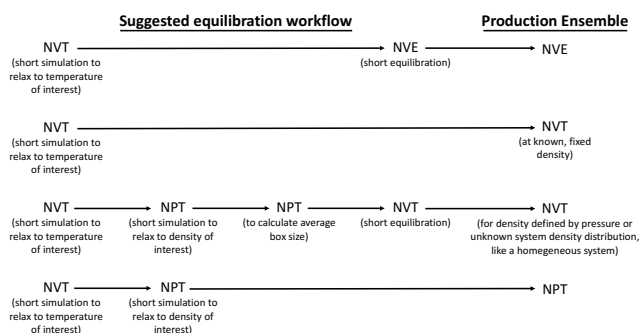 Suggested equilibration workflow
Production Ensemble
NVT
NVE
NVE
(short simulation to
relax to temperature
of interest)
(short equilibration)
NVT
NVT
(short simulation to
relax to temperature
of interest)
(at known, fixed
density)
NVT
NPT
NPT
NVT
NVT
(short simulation to
relax to temperature
of interest)
(short simulation to
relax to density of
interest)
(to calculate average
box size)
(short equilibration)
(for density defined by pressure or
unknown system density distribution,
like a homegeneous system)
NVT
NPT
NPT
(short simulation to
relax to temperature
of interest)
(short simulation to
relax to density of
interest)